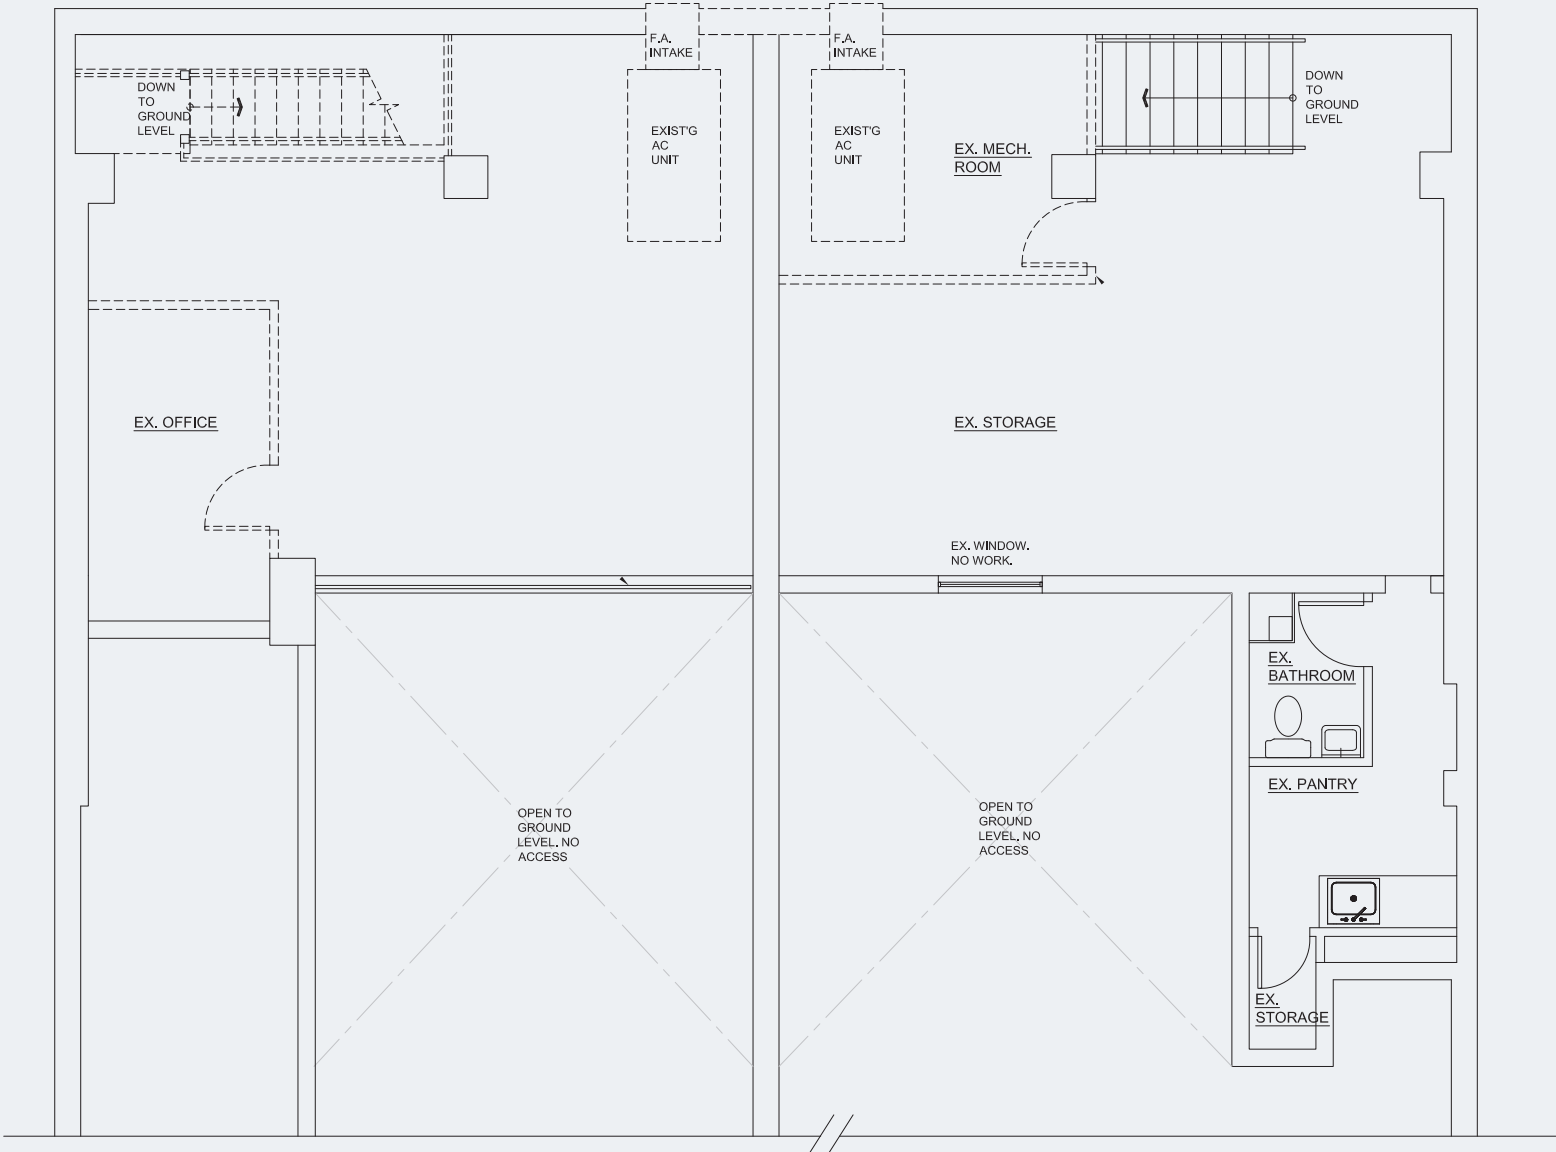 F.A.
INTAKE
F.A.
INTAKE
DOWN
TO
GROUND
LEVEL
DOWN
TO
GROUND
LEVEL
EXIST'G
AC
UNIT
EXIST'G
AC
UNIT
EX. MECH.
ROOM
EX. OFFICE
EX. STORAGE
EX. WINDOW.
NO WORK.
EX.
BATHROOM
EX. PANTRY
OPEN TO
GROUND
LEVEL. NO
ACCESS
OPEN TO
GROUND
LEVEL. NO
ACCESS
EX.
STORAGE